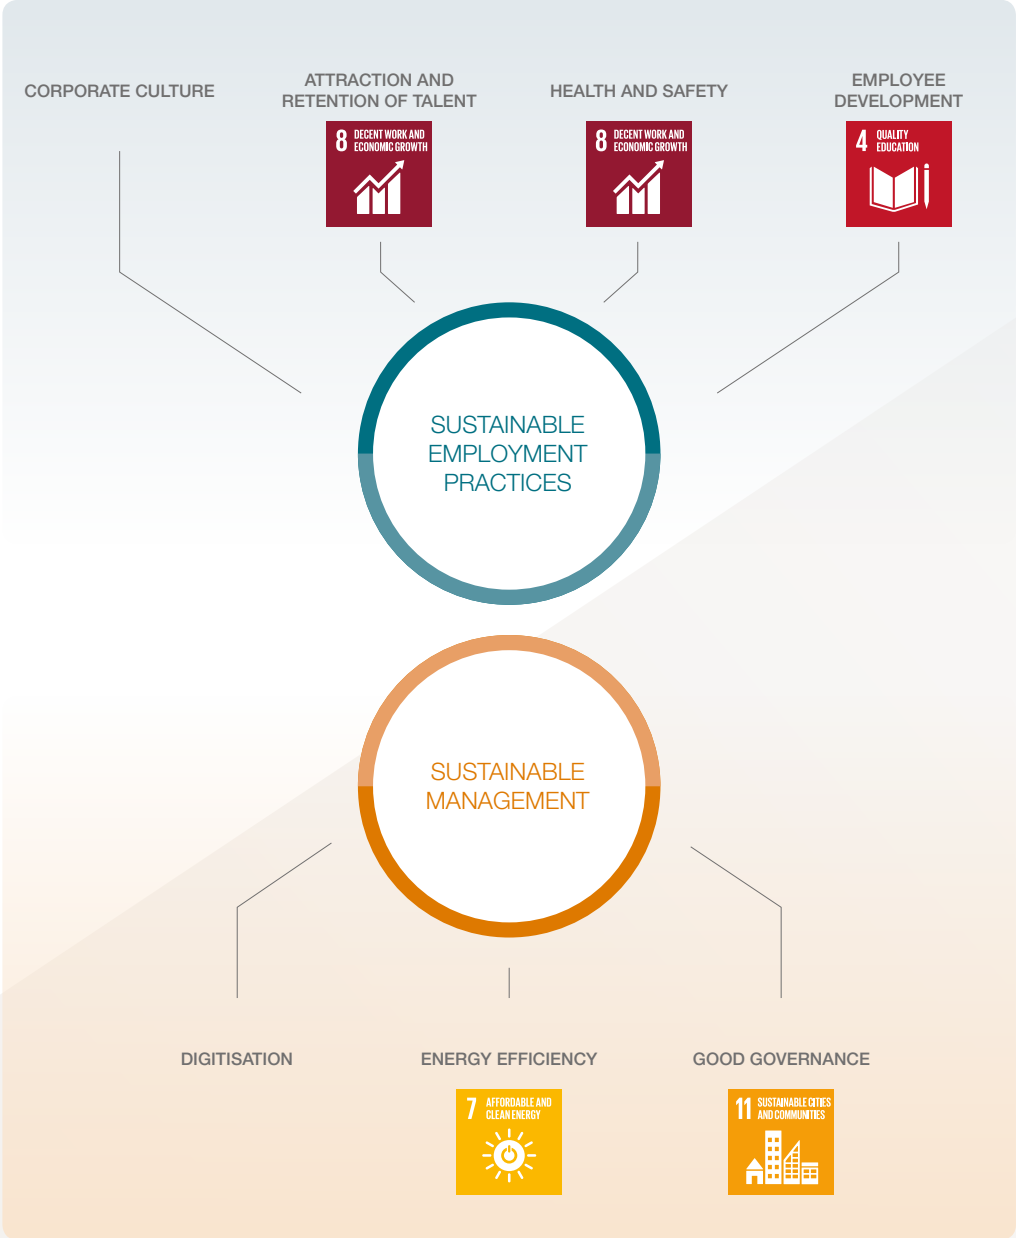 CORPORATE CULTURE
ATTRACTION AND
RETENTION OF TALENT
HEALTH AND SAFETY
EMPLOYEE
DEVELOPMENT
8 DECENT WORK AND
ECONOMIC GROWTH
8 DECENT WORK AND
ECONOMIC GROWTH
4 QUALITY
EDUCATION
SUSTAINABLE
EMPLOYMENT
PRACTICES
SUSTAINABLE
MANAGEMENT
DIGITISATION
ENERGY EFFICIENCY
GOOD GOVERNANCE
7 AFFORDABLE AND
CLEAN ENERGY
11 SUSTAINABLE CITIES
AND COMMUNITIES